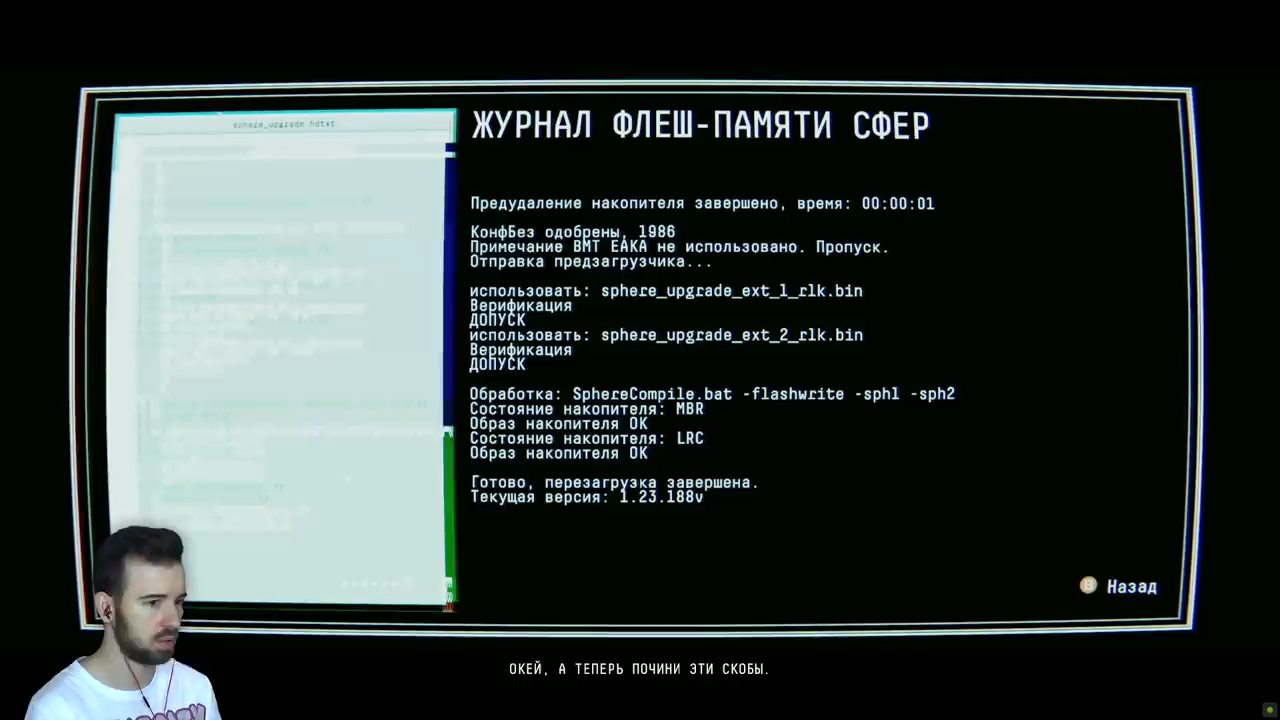 sphere_upgrade hdtxt
ЖУРНАЛ ФЛЕШ-ПАМЯТИ СФЕР
Предудаление накопителя завершено, время: 00:00:01
КонфБез одобрены, 1986
Примечание ВМТ ЕАКА не использовано. Пропуск.
Отправка предзагрузчика...
использовать: sphere_upgrade_ext_1_rlk.bin
Верификация
ДОПУСК
использовать: sphere_upgrade_ext_2_rlk.bin
Верификация
ДОПУСК
Обработка: SphereCompile.bat -flashwrite -sph1 -sph2
Состояние накопителя: MBR
Образ накопителя OK
Состояние накопителя: LRC
Образ накопителя OK
Готово, перезагрузка завершена.
Текущая версия: 1.23.188v
B Назад
ОКЕЙ, А ТЕПЕРЬ ПОЧИНИ ЭТИ СКОБЫ.